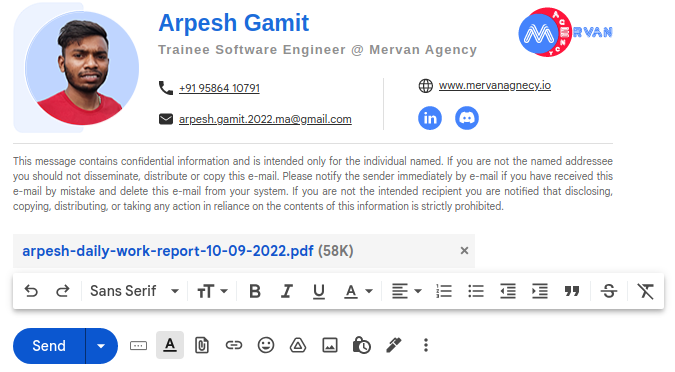 Arpesh Gamit
Trainee Software Engineer @ Mervan Agency
AGENCY
MERVAN
+91 95864 10791
www.mervanagnecy.io
arpesh.gamit.2022.ma@gmail.com
in
This message contains confidential information and is intended only for the individual named. If you are not the named addressee
you should not disseminate, distribute or copy this e-mail. Please notify the sender immediately by e-mail if you have received this
e-mail by mistake and delete this e-mail from your system. If you are not the intended recipient you are notified that disclosing,
copying, distributing, or taking any action in reliance on the contents of this information is strictly prohibited.
arpesh-daily-work-report-10-09-2022.pdf (58K)
Sans Serif
Send